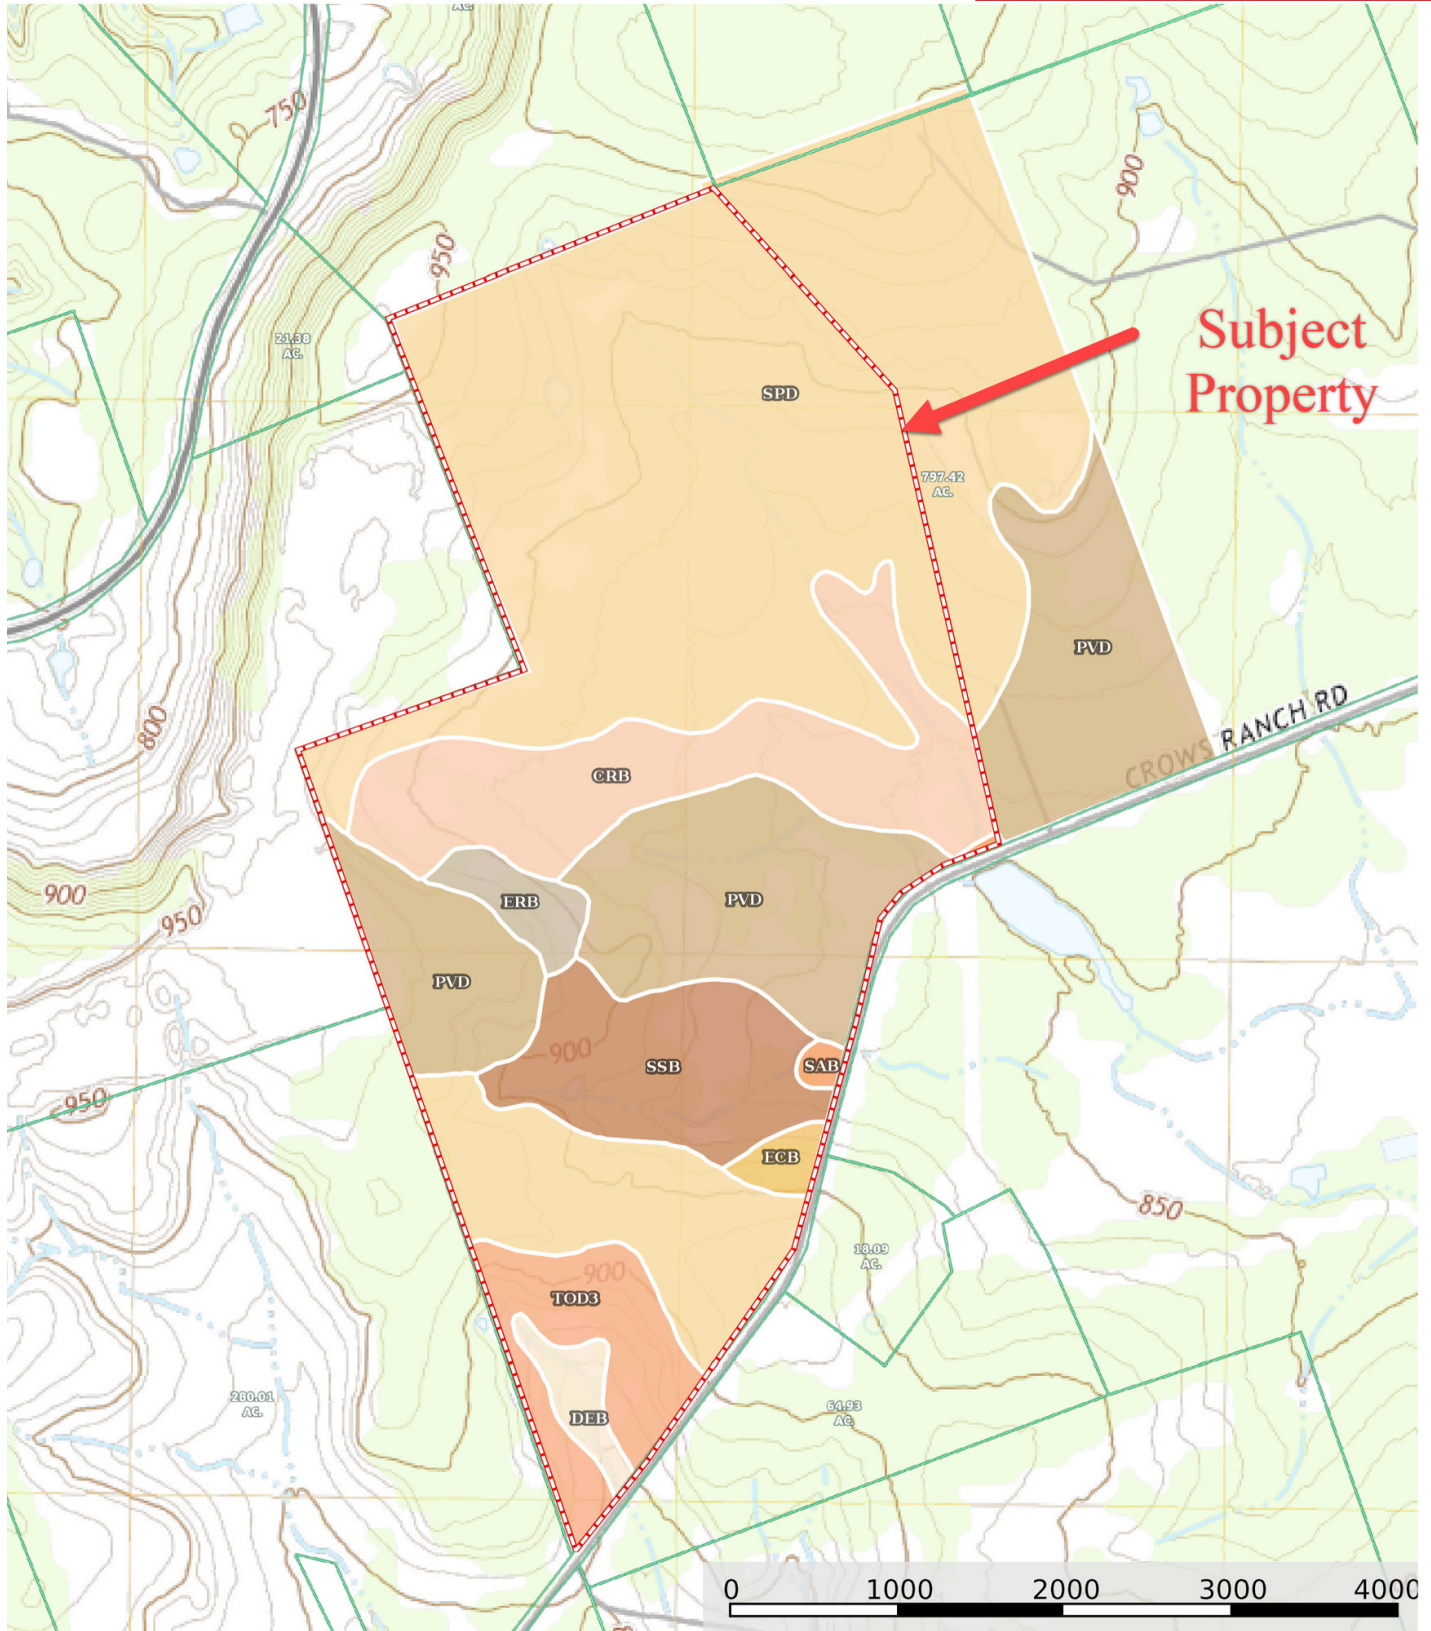 AC.
750
900
950
21.38
AC.
Subject
Property
SPD
797.42
AC.
PVD
CROWS RANCH RD
800
CRB
900
950
ERB
PVD
PVD
900
SSB
SAB
950
ECB
850
18.09
AC.
900
TOD3
280.01
AC.
64.93
AC.
DEB
0 1000 2000 3000 4000